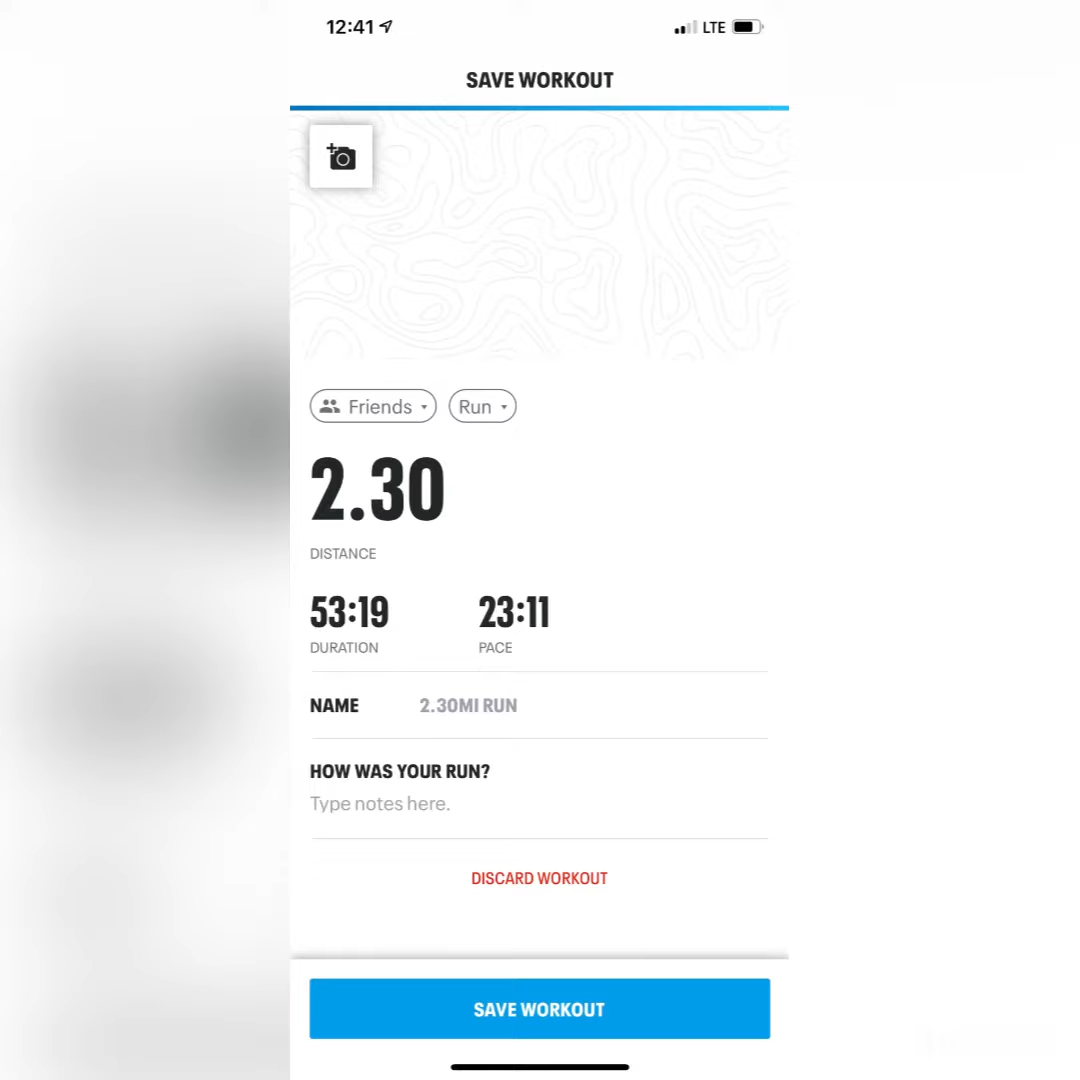 12:41 LTE
SAVE WORKOUT
Friends Run
2.30
DISTANCE
53:19 23:11
DURATION PACE
NAME 2.30MI RUN
HOW WAS YOUR RUN?
Type notes here.
DISCARD WORKOUT
SAVE WORKOUT